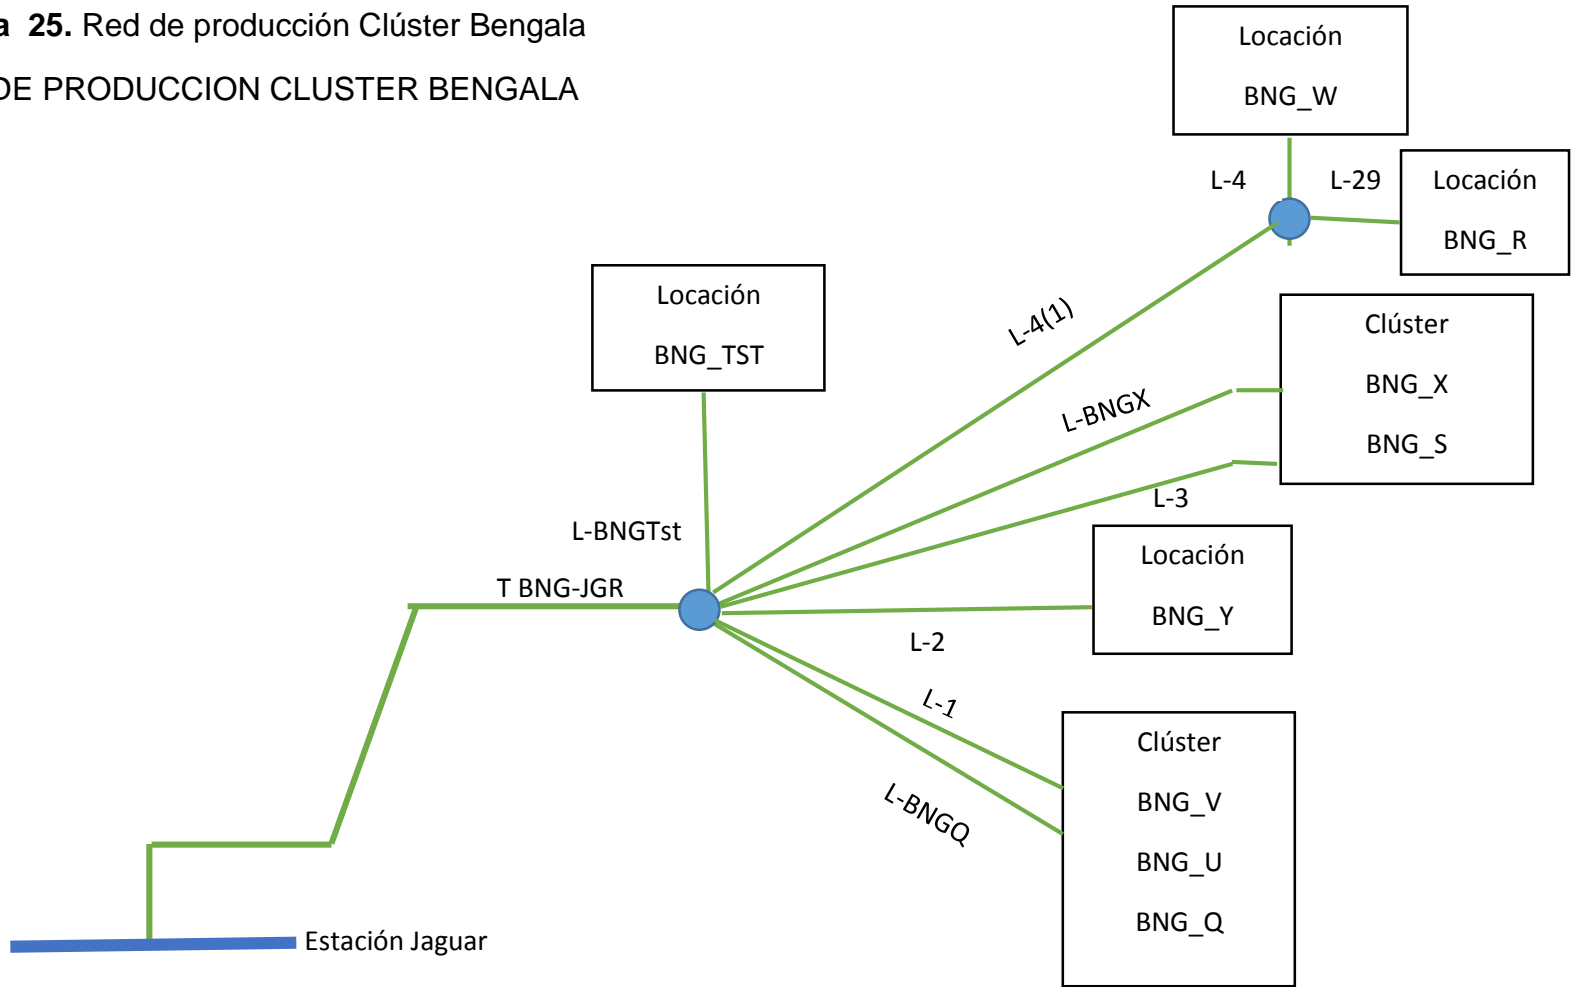 a 25. Red de producción Clúster Bengala
DE PRODUCCION CLUSTER BENGALA
Locación
BNG_W
L-4
L-29
Locación
BNG_R
Locación
BNG_TST
L-4(1)
Clúster
BNG_X
BNG_S
L-BNGX
L-3
L-BNGTst
T BNG-JGR
Locación
BNG_Y
L-2
L-1
L-BNGQ
Clúster
BNG_V
BNG_U
BNG_Q
Estación Jaguar